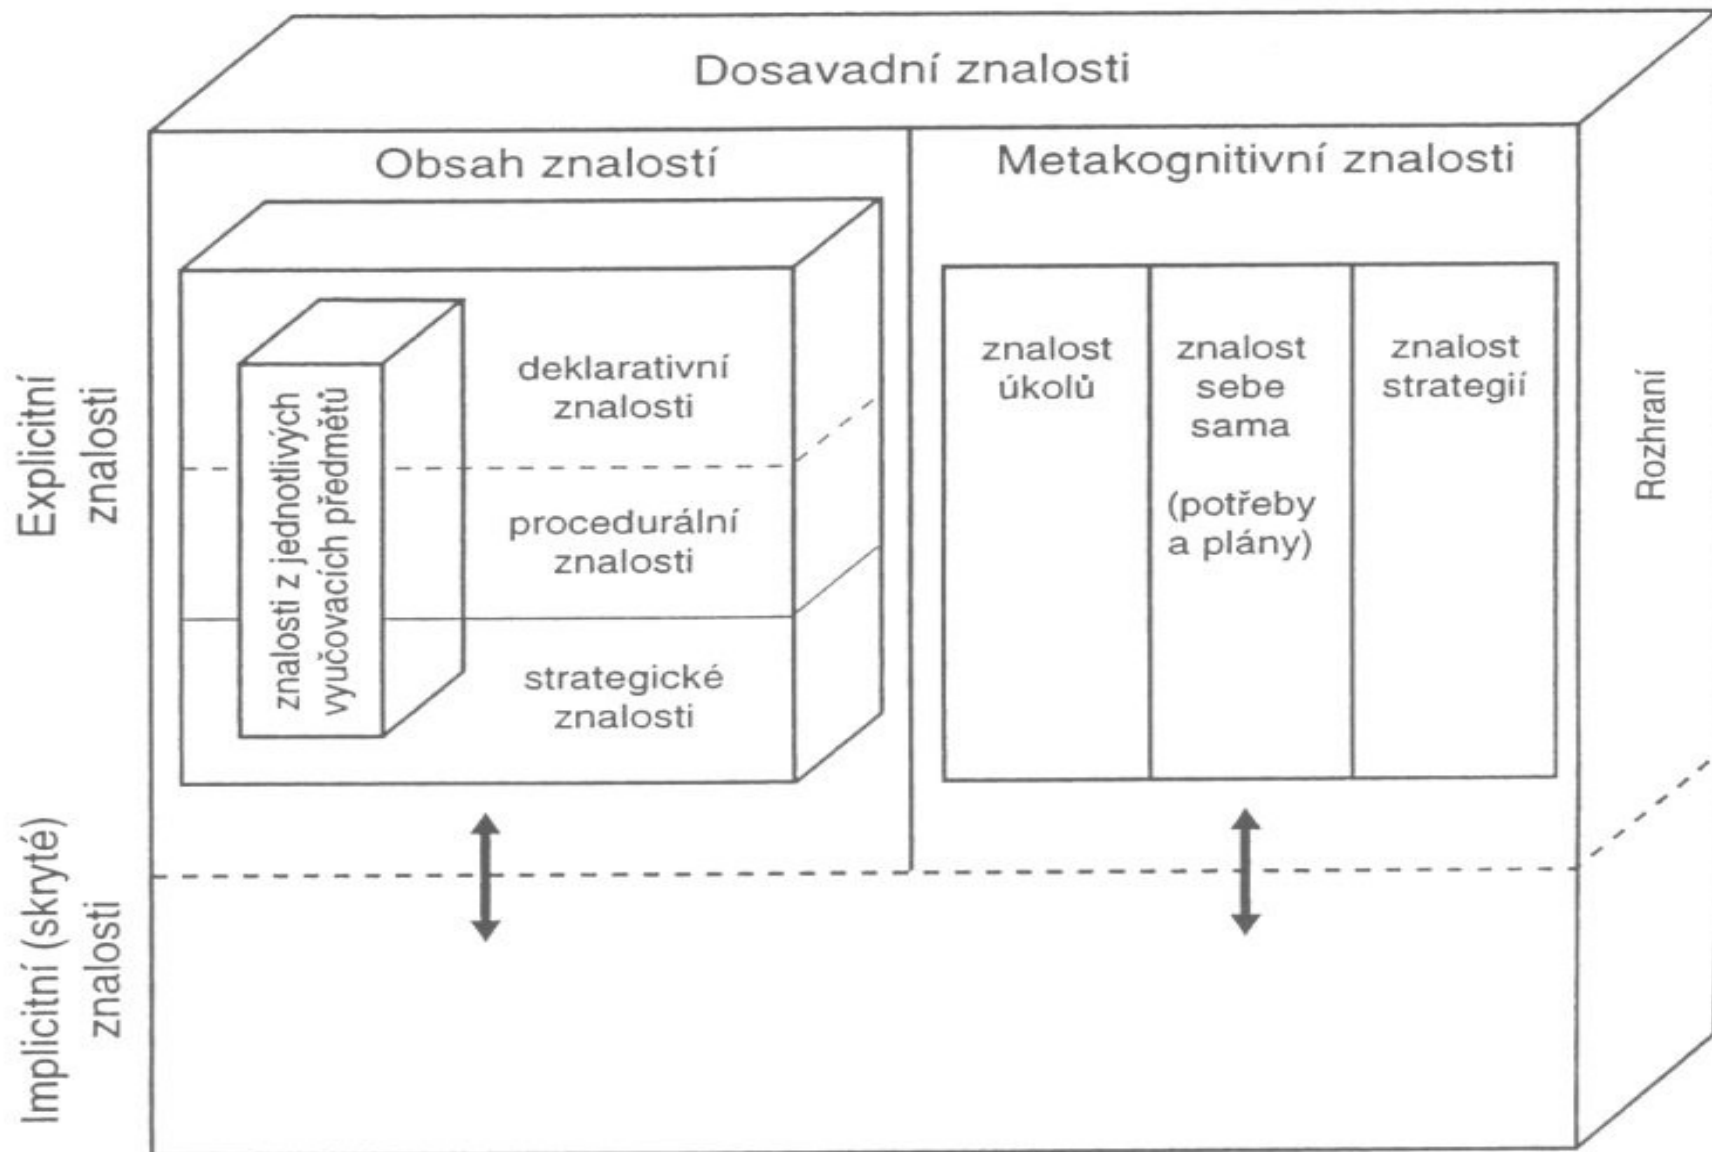 Dosavadní znalosti
Obsah znalostí
Metakognitivní znalosti
Explicitní
znalosti
znalosti z jednotlivých
vyučovacích předmětů
deklarativní
znalosti
procedurální
znalosti
strategické
znalosti
znalost
úkolů
znalost
sebe
sama
(potřeby
a plány)
znalost
strategií
Rozhraní
Implicitní (skryté)
znalosti